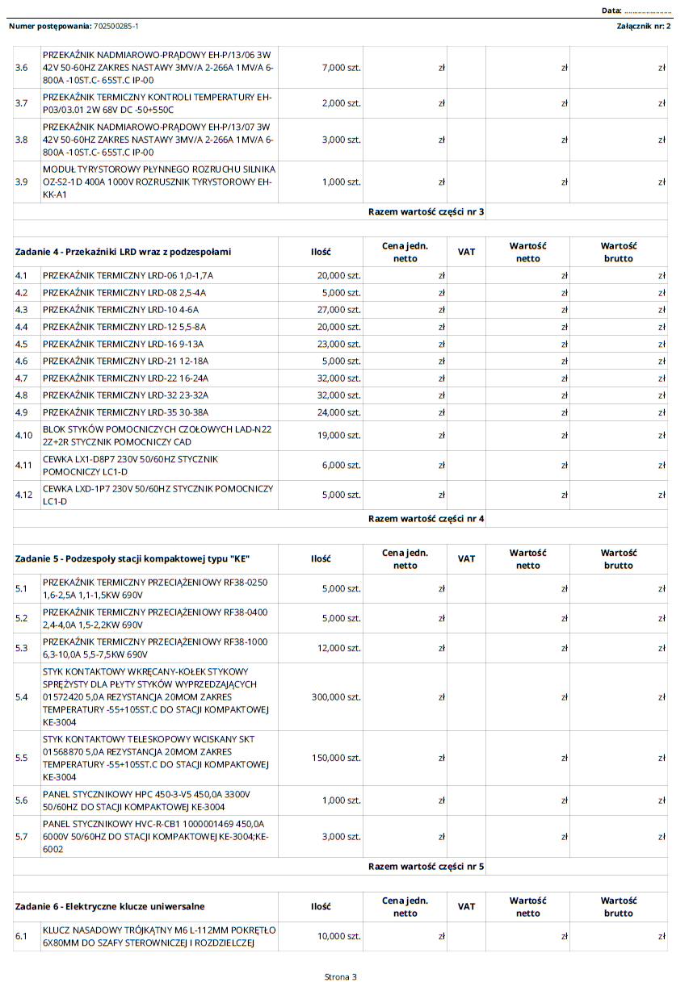 Data: ........................
Numer postępowania: 702500285-1 Załącznik nr: 2
3.6 PRZEKAŹNIK NADMIAROWO-PRĄDOWY EH-P/13/06 3W
42V 50-60HZ ZAKRES NASTAWY 3MV/A 2-266A 1MV/A 6-
800A -10ST.C- 65ST.C IP-00 7,000 szt. zł zł zł
3.7 PRZEKAŹNIK TERMICZNY KONTROLI TEMPERATURY EH-
P03/03.01 2W 68V DC -50+550C 2,000 szt. zł zł zł
3.8 PRZEKAŹNIK NADMIAROWO-PRĄDOWY EH-P/13/07 3W
42V 50-60HZ ZAKRES NASTAWY 3MV/A 2-266A 1MV/A 6-
800A -10ST.C- 65ST.C IP-00 3,000 szt. zł zł zł
3.9 MODUŁ TYRYSTOROWY PŁYNNEGO ROZRUCHU SILNIKA
OZ-S2-1D 400A 1000V ROZRUSZNIK TYRYSTOROWY EH-
KK-A1 1,000 szt. zł zł zł
Razem wartość części nr 3
Zadanie 4 - Przekaźniki LRD wraz z podzespołami Ilość Cena jedn. netto VAT Wartość netto Wartość brutto
4.1 PRZEKAŹNIK TERMICZNY LRD-06 1,0-1,7A 20,000 szt. zł zł zł
4.2 PRZEKAŹNIK TERMICZNY LRD-08 2,5-4A 5,000 szt. zł zł zł
4.3 PRZEKAŹNIK TERMICZNY LRD-10 4-6A 27,000 szt. zł zł zł
4.4 PRZEKAŹNIK TERMICZNY LRD-12 5,5-8A 20,000 szt. zł zł zł
4.5 PRZEKAŹNIK TERMICZNY LRD-16 9-13A 23,000 szt. zł zł zł
4.6 PRZEKAŹNIK TERMICZNY LRD-21 12-18A 5,000 szt. zł zł zł
4.7 PRZEKAŹNIK TERMICZNY LRD-22 16-24A 32,000 szt. zł zł zł
4.8 PRZEKAŹNIK TERMICZNY LRD-32 23-32A 32,000 szt. zł zł zł
4.9 PRZEKAŹNIK TERMICZNY LRD-35 30-38A 24,000 szt. zł zł zł
4.10 BLOK STYKÓW POMOCNICZYCH CZOŁOWYCH LAD-N22
2Z+2R STYCZNIK POMOCNICZY CAD 19,000 szt. zł zł zł
4.11 CEWKA LX1-D8P7 230V 50/60HZ STYCZNIK
POMOCNICZY LC1-D 6,000 szt. zł zł zł
4.12 CEWKA LXD-1P7 230V 50/60HZ STYCZNIK POMOCNICZY
LC1-D 5,000 szt. zł zł zł
Razem wartość części nr 4
Zadanie 5 - Podzespoły stacji kompaktowej typu "KE" Ilość Cena jedn. netto VAT Wartość netto Wartość brutto
5.1 PRZEKAŹNIK TERMICZNY PRZECIĄŻENIOWY RF38-0250
1,6-2,5A 1,1-1,5KW 690V 5,000 szt. zł zł zł
5.2 PRZEKAŹNIK TERMICZNY PRZECIĄŻENIOWY RF38-0400
2,4-4,0A 1,5-2,2KW 690V 5,000 szt. zł zł zł
5.3 PRZEKAŹNIK TERMICZNY PRZECIĄŻENIOWY RF38-1000
6,3-10,0A 5,5-7,5KW 690V 12,000 szt. zł zł zł
5.4 STYK KONTAKTOWY WKRĘCANY-KOŁEK STYKOWY
SPRĘŻYSTY DLA PŁYTY STYKÓW WYPRZEDZAJĄCYCH
01572420 5,0A REZYSTANCJA 20MOM ZAKRES
TEMPERATURY -55+105ST.C DO STACJI KOMPAKTOWEJ
KE-3004 300,000 szt. zł zł zł
5.5 STYK KONTAKTOWY TELESKOPOWY WCISKANY SKT
01568870 5,0A REZYSTANCJA 20MOM ZAKRES
TEMPERATURY -55+105ST.C DO STACJI KOMPAKTOWEJ
KE-3004 150,000 szt. zł zł zł
5.6 PANEL STYCZNIKOWY HPC 450-3-V5 450,0A 3300V
50/60HZ DO STACJI KOMPAKTOWEJ KE-3004 1,000 szt. zł zł zł
5.7 PANEL STYCZNIKOWY HVC-R-CB1 1000001469 450,0A
6000V 50/60HZ DO STACJI KOMPAKTOWEJ KE-3004;KE-
6002 3,000 szt. zł zł zł
Razem wartość części nr 5
Zadanie 6 - Elektryczne klucze uniwersalne Ilość Cena jedn. netto VAT Wartość netto Wartość brutto
6.1 KLUCZ NASADOWY TRÓJKĄTNY M6 L-112MM POKRĘTŁO
6X80MM DO SZAFY STEROWNICZEJ I ROZDZIELCZEJ 10,000 szt. zł zł zł
Strona 3